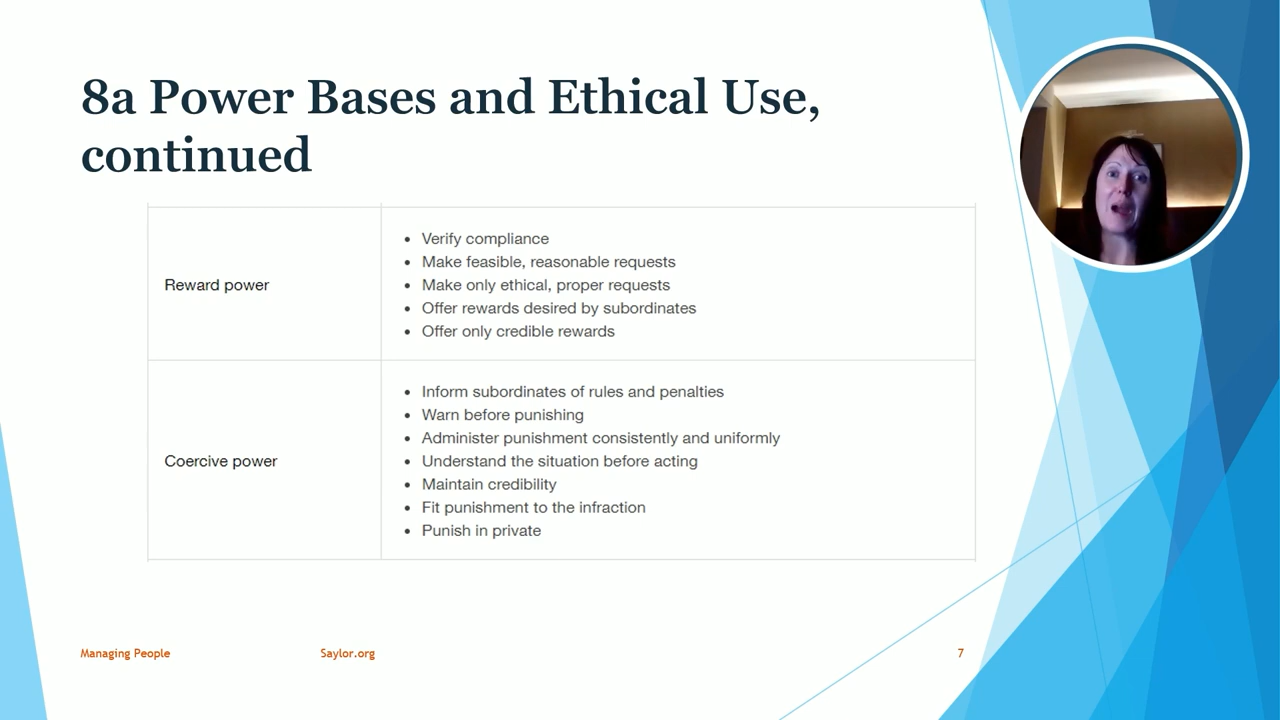 8a Power Bases and Ethical Use,
continued
Reward power
• Verify compliance
• Make feasible, reasonable requests
• Make only ethical, proper requests
• Offer rewards desired by subordinates
• Offer only credible rewards
Coercive power
• Inform subordinates of rules and penalties
• Warn before punishing
• Administer punishment consistently and uniformly
• Understand the situation before acting
• Maintain credibility
• Fit punishment to the infraction
• Punish in private
Managing People
Saylor.org
7